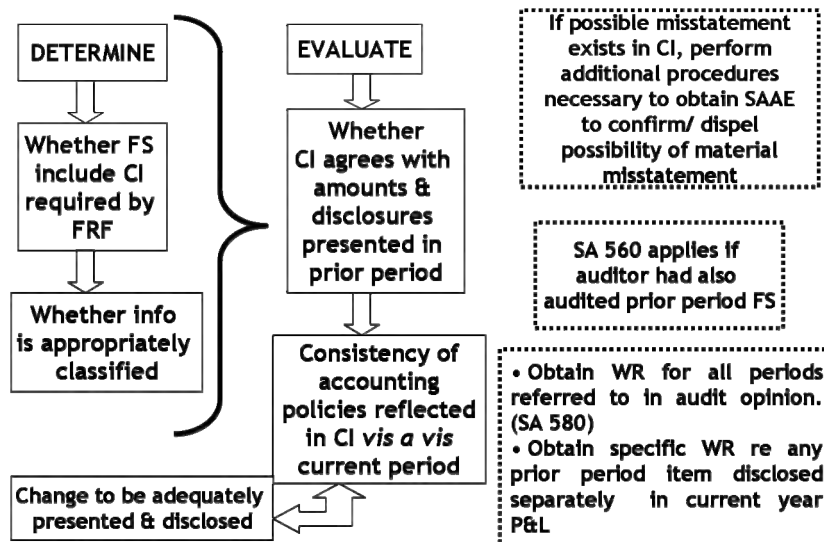 DETERMINE
Whether FS
include CI
required by
FRF
Whether info
is appropriately
classified
EVALUATE
Whether
CI agrees with
amounts &
disclosures
presented in
prior period
Consistency of
accounting
policies reflected
in CI vis a vis
current period
Change to be adequately
presented & disclosed
If possible misstatement
exists in CI, perform
additional procedures
necessary to obtain SAAE
to confirm/ dispel
possibility of material
misstatement
SA 560 applies if
auditor had also
audited prior period FS
• Obtain WR for all periods
referred to in audit opinion.
(SA 580)
• Obtain specific WR re any
prior period item disclosed
separately in current year
P&L